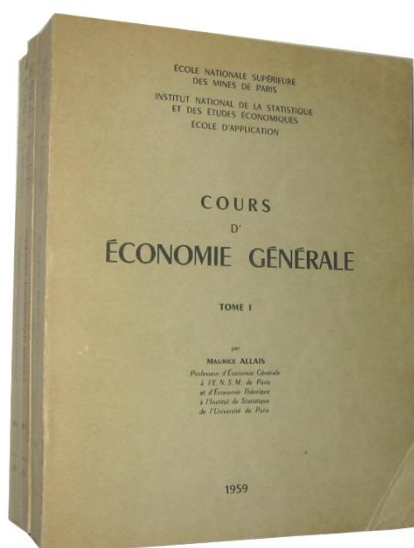 ÉCOLE NATIONALE SUPÉRIEURE
DES MINES DE PARIS
INSTITUT NATIONAL DE LA STATISTIQUE
ET DES ÉTUDES ÉCONOMIQUES
ÉCOLE D'APPLICATION
COURS
D'
ÉCONOMIE GÉNÉRALE
TOME I
par
MAURICE ALLAIS
Professeur d'Économie Générale
à l'E.N.S.M. de Paris
et d'Économie Théorique
à l'Institut de Statistique
de l'Université de Paris
1959